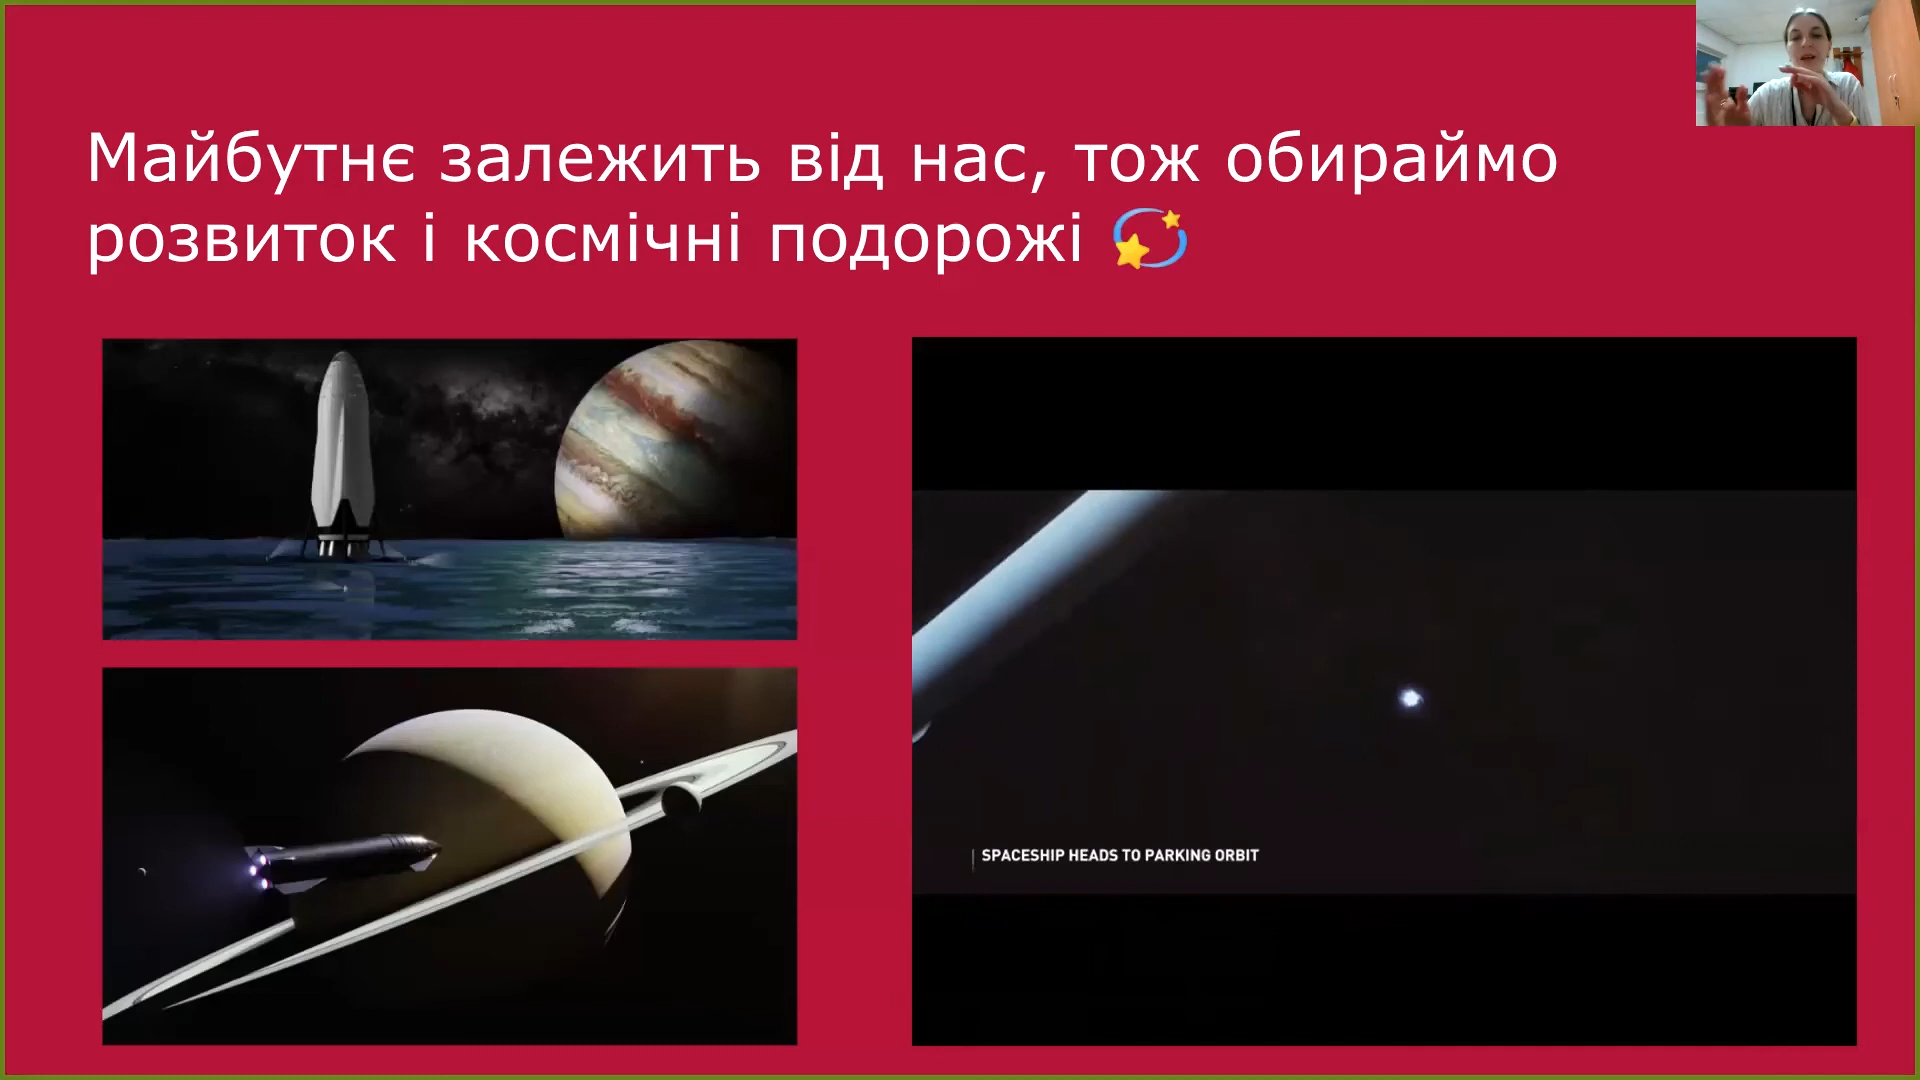 Майбутнє залежить від нас, тож обираймо
розвиток і космічні подорожі 💫
SPACESHIP HEADS TO PARKING ORBIT